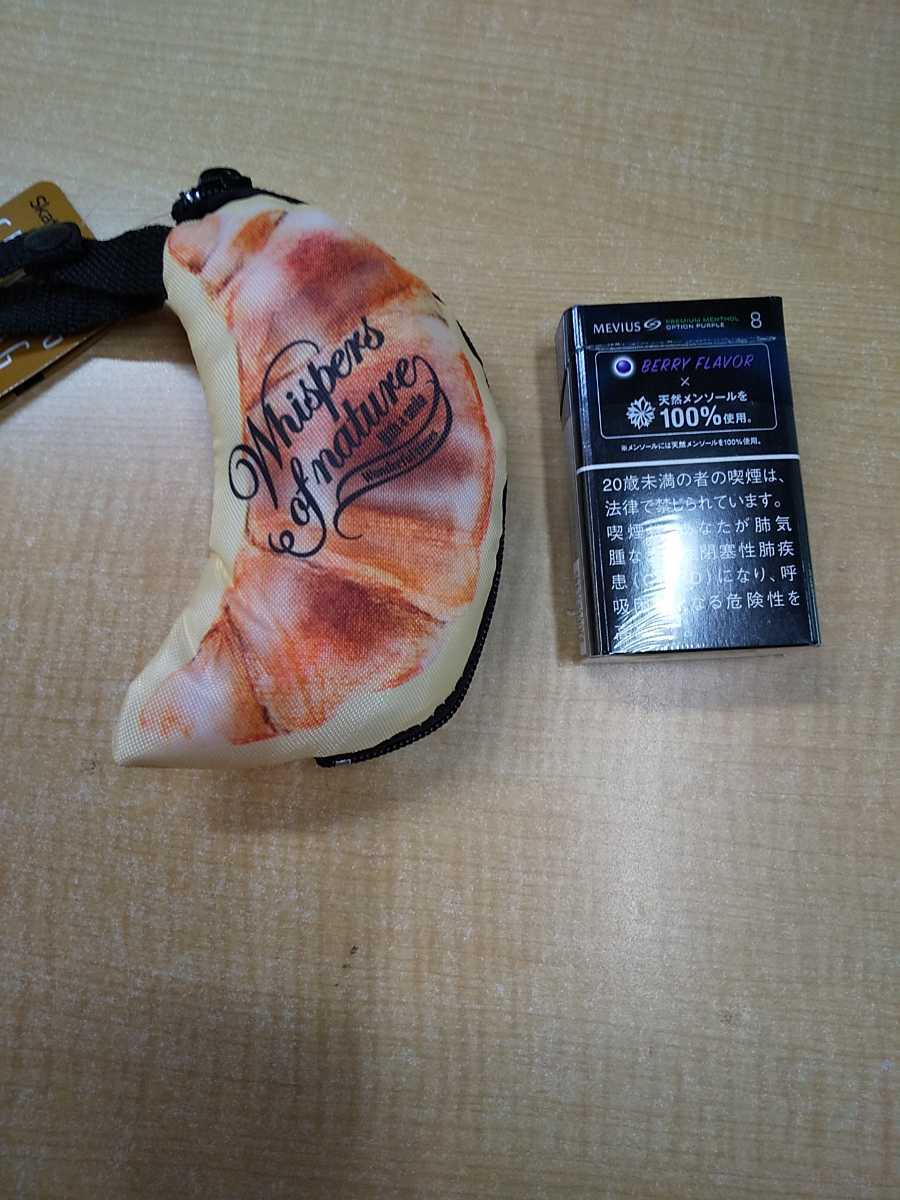 Whispers
of nature
MEVIUS PREMIUM MENTHOL
OPTION PURPLE 8
BERRY FLAVOR
×
天然メンソールを
100%使用。
※メンソールには天然メンソールを100%使用。
20歳未満の者の喫煙は、
法律で禁じられています。
喫煙 なたが肺気
腫な 閉塞性肺疾
患( になり、呼
吸 なる危険性を